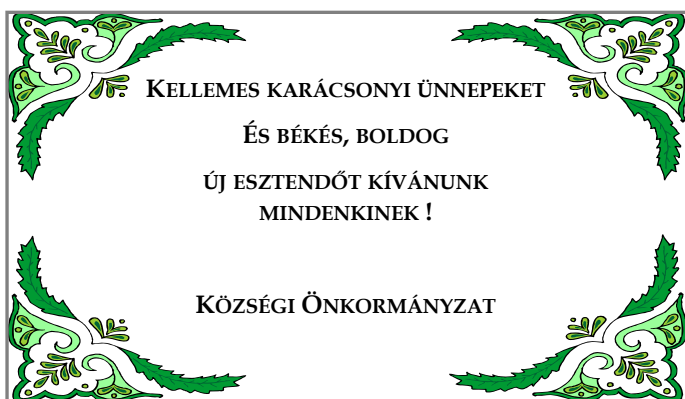 KELLEMES KARÁCSONYI ÜNNEPEKET
ÉS BÉKÉS, BOLDOG
ÚJ ESZTENDŐT KÍVÁNUNK
MINDENKINEK !
KÖZSÉGI ÖNKORMÁNYZAT